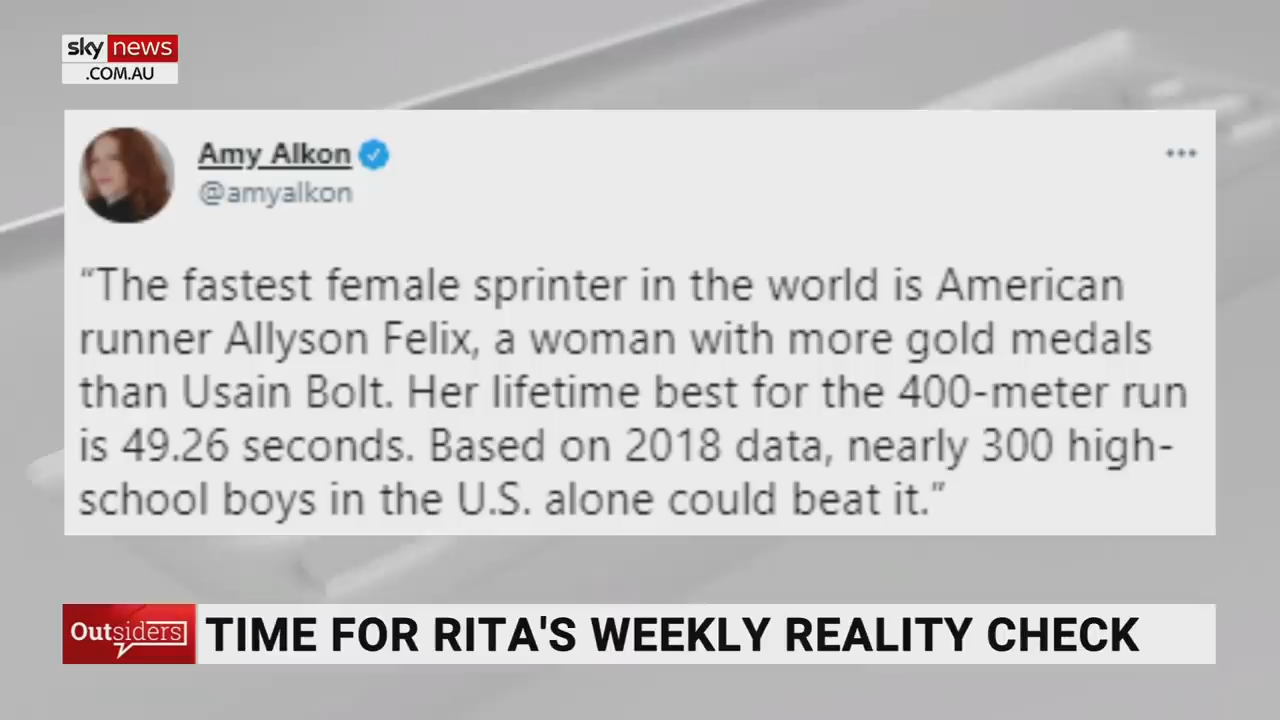 sky news
.COM.AU
Amy Alkon
@amyalkon
“The fastest female sprinter in the world is American
runner Allyson Felix, a woman with more gold medals
than Usain Bolt. Her lifetime best for the 400-meter run
is 49.26 seconds. Based on 2018 data, nearly 300 high-
school boys in the U.S. alone could beat it.”
Outsiders
TIME FOR RITA'S WEEKLY REALITY CHECK